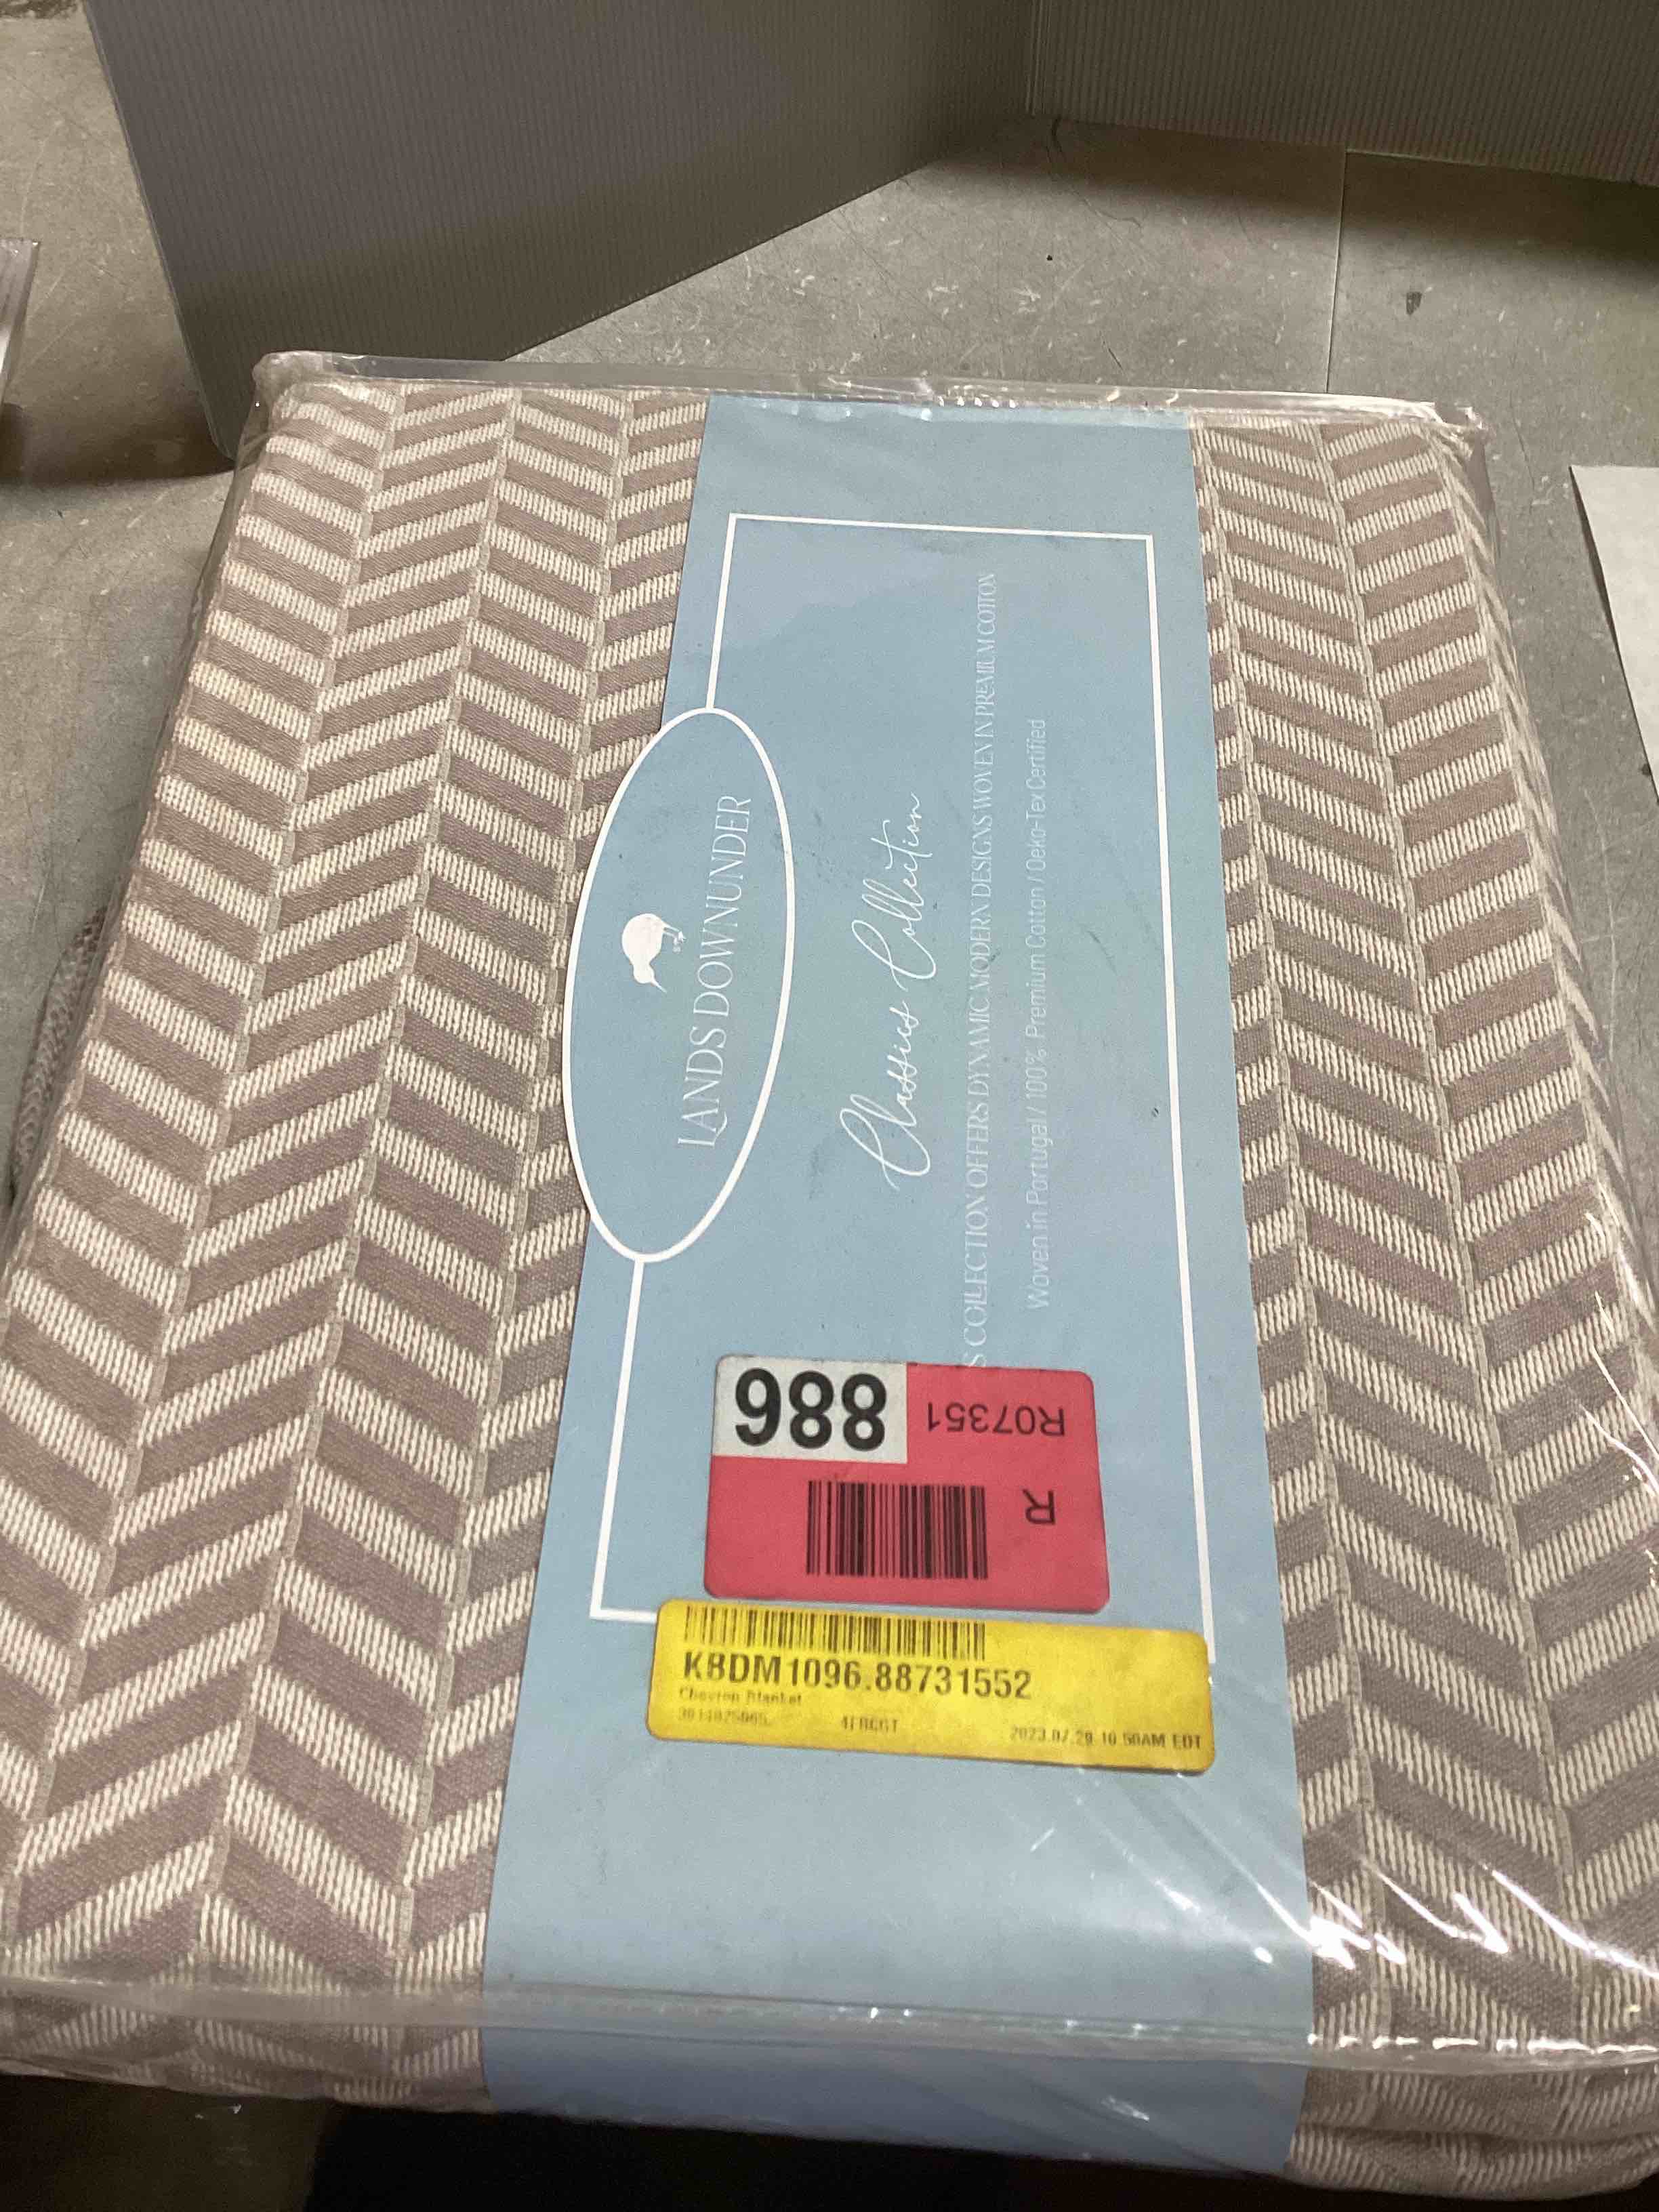 LANDS DOWNUNDER
Classics Collection
S COLLECTION OFFERS DYNAMIC MODERN DESIGNS WOVEN IN PREMIUM COTTON
Woven in Portugal / 100% Premium Cotton / Oeko-Tex Certified
R07351
886
R
K8DM1096.88731552
Chevron Blanket
2023.07.20 10:50AM EDT